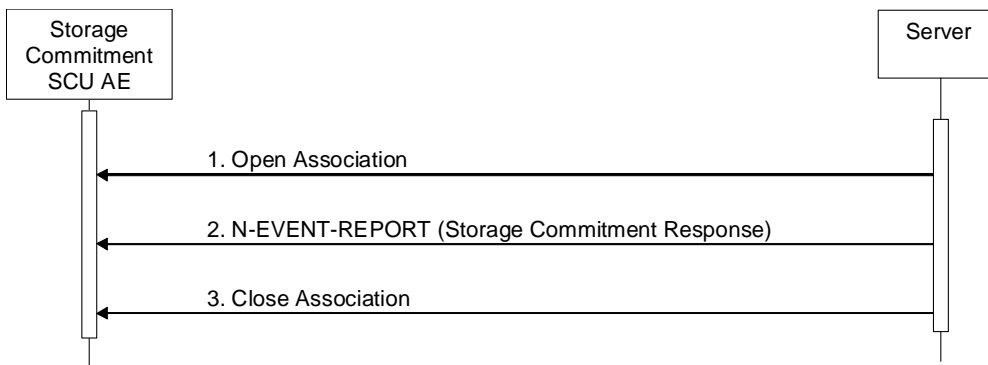 Storage
Commitment
SCU AE
Server
1. Open Association
2. N-EVENT-REPORT (Storage Commitment Response)
3. Close Association